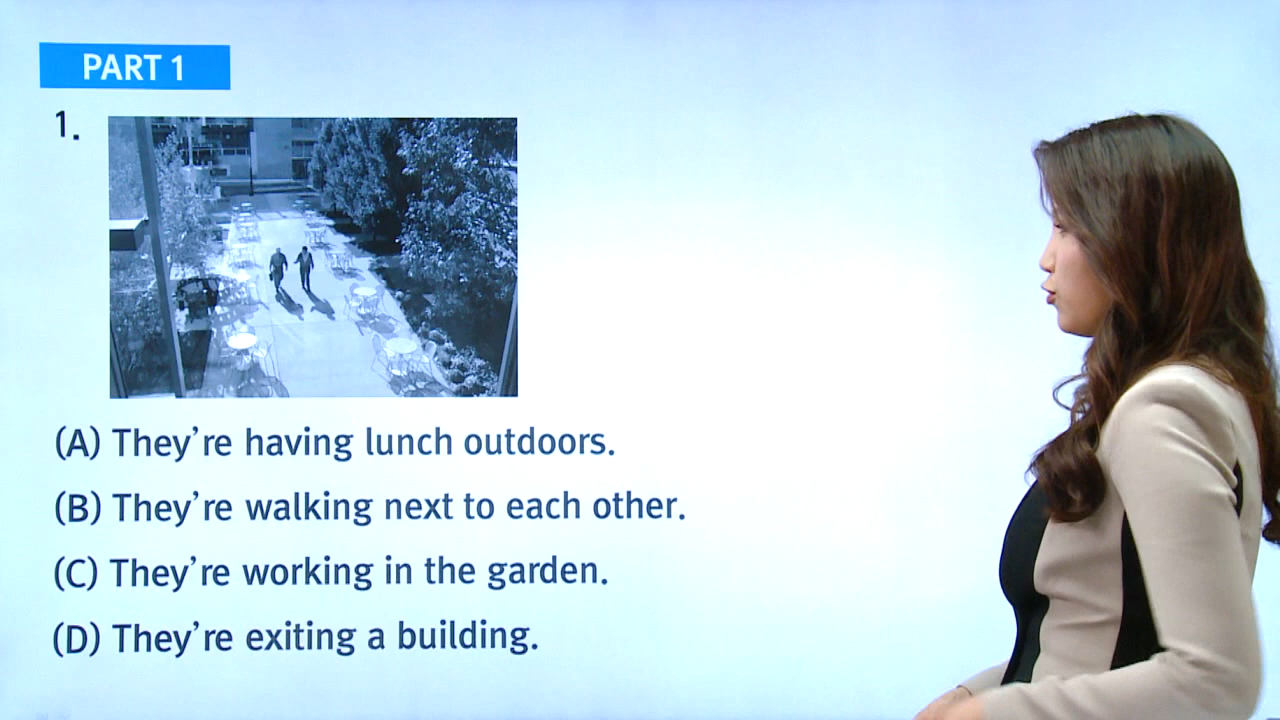 PART 1
1.
(A) They're having lunch outdoors.
(B) They're walking next to each other.
(C) They're working in the garden.
(D) They're exiting a building.